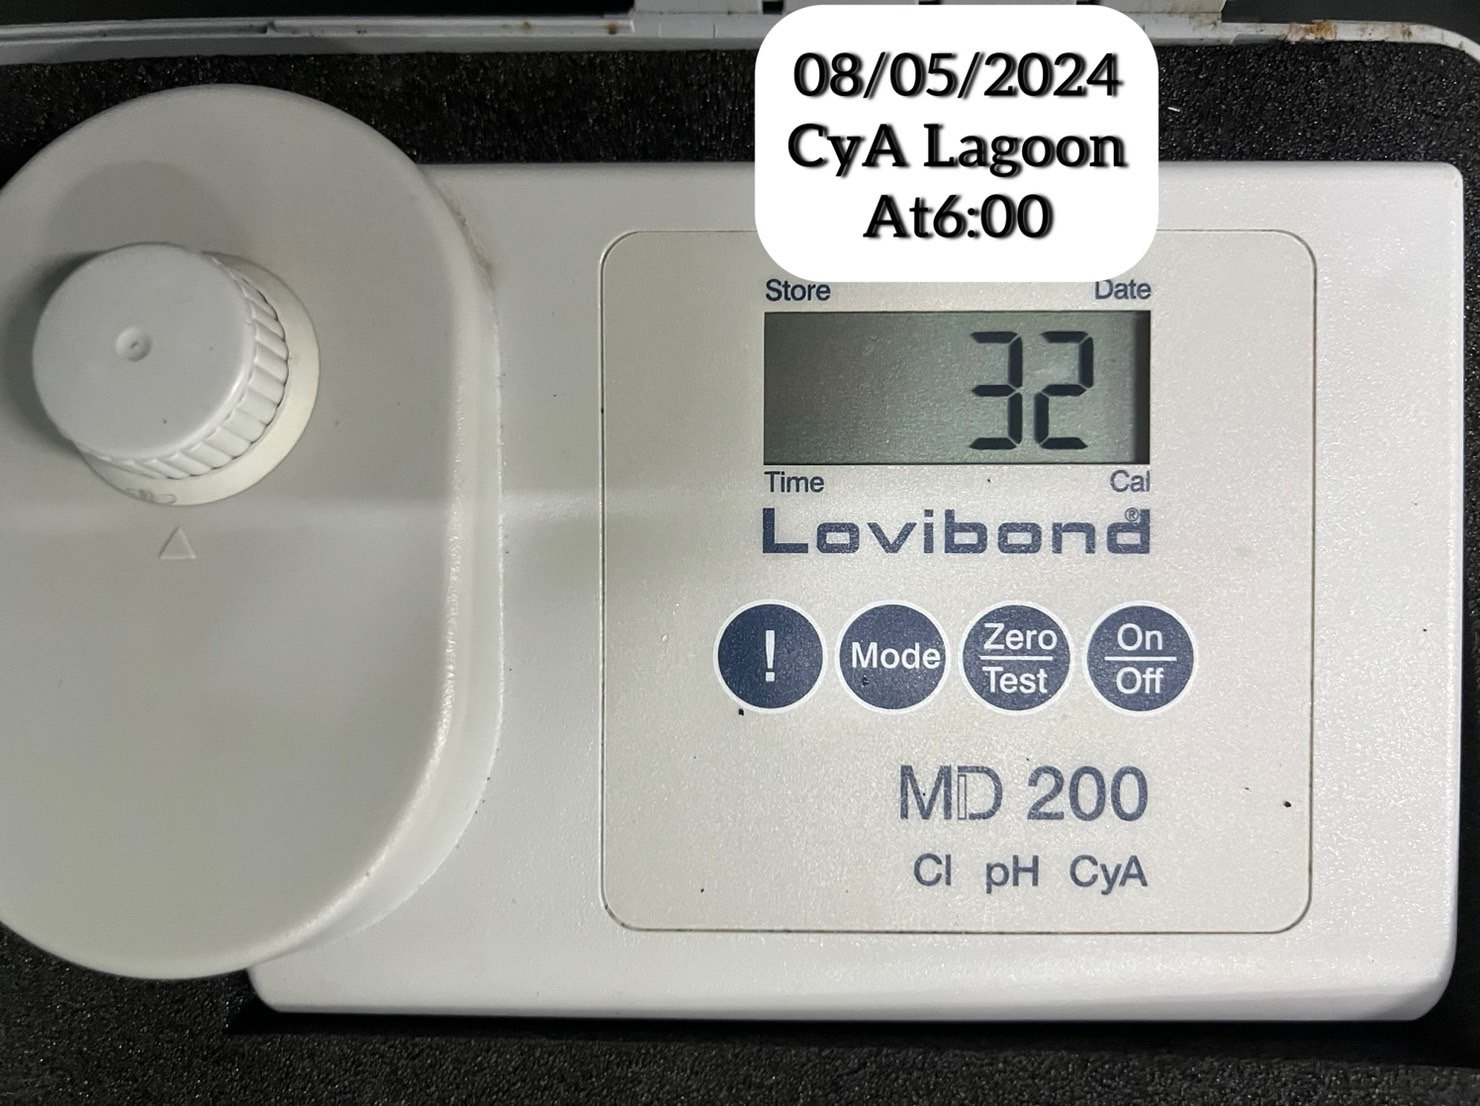 08/05/2024
CyA Lagoon
At6:00
Store Date
32
Time Cal
Lovibond®
! Mode Zero Test On Off
MD 200
Cl pH CyA